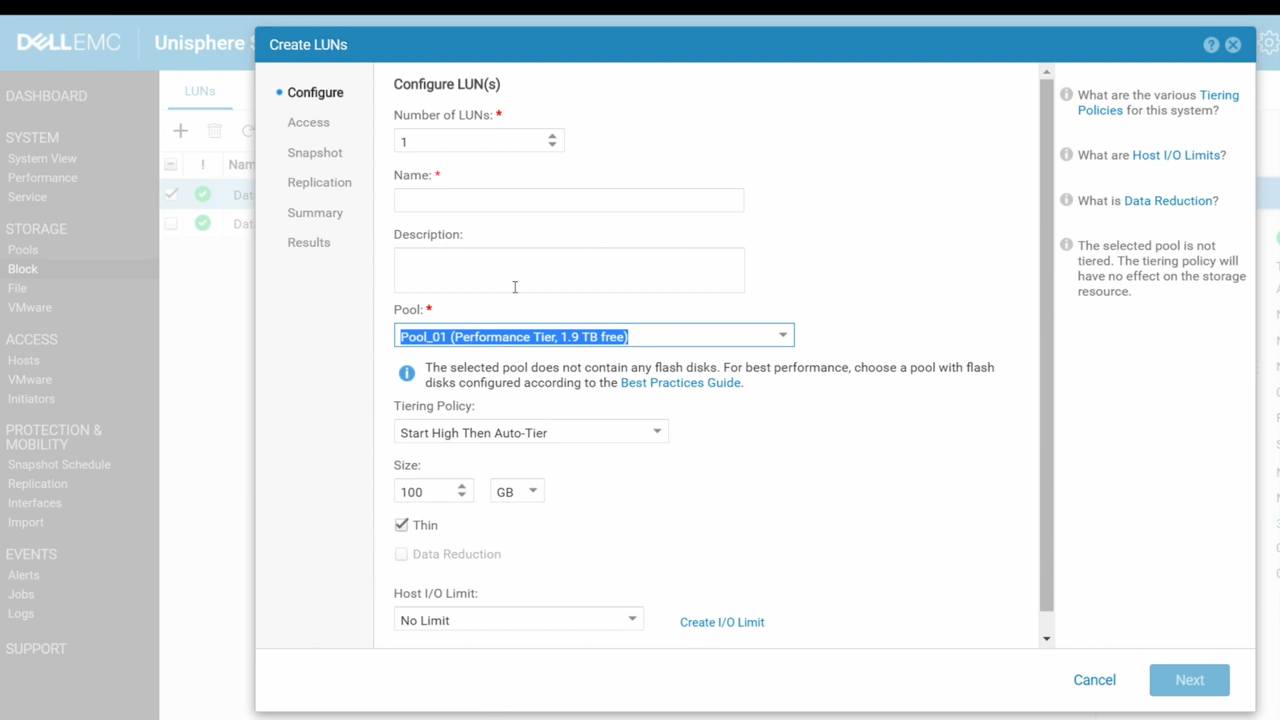 DELLEMC
Unisphere
DASHBOARD
SYSTEM
System View
Performance
Service
STORAGE
Pools
Block
File
VMware
ACCESS
Hosts
VMware
Initiators
PROTECTION &
MOBILITY
Snapshot Schedule
Replication
Interfaces
Import
EVENTS
Alerts
Jobs
Logs
SUPPORT
LUNs
!
Nam
Dat
Dat
Create LUNs
Configure
Access
Snapshot
Replication
Summary
Results
Configure LUN(s)
Number of LUNs: *
1
Name: *
Description:
Pool: *
Pool_01 (Performance Tier, 1.9 TB free)
The selected pool does not contain any flash disks. For best performance, choose a pool with flash
disks configured according to the Best Practices Guide.
Tiering Policy:
Start High Then Auto-Tier
Size:
100 GB
Thin
Data Reduction
Host I/O Limit:
No Limit
Create I/O Limit
What are the various Tiering
Policies for this system?
What are Host I/O Limits?
What is Data Reduction?
The selected pool is not
tiered. The tiering policy will
have no effect on the storage
resource.
Cancel
Next